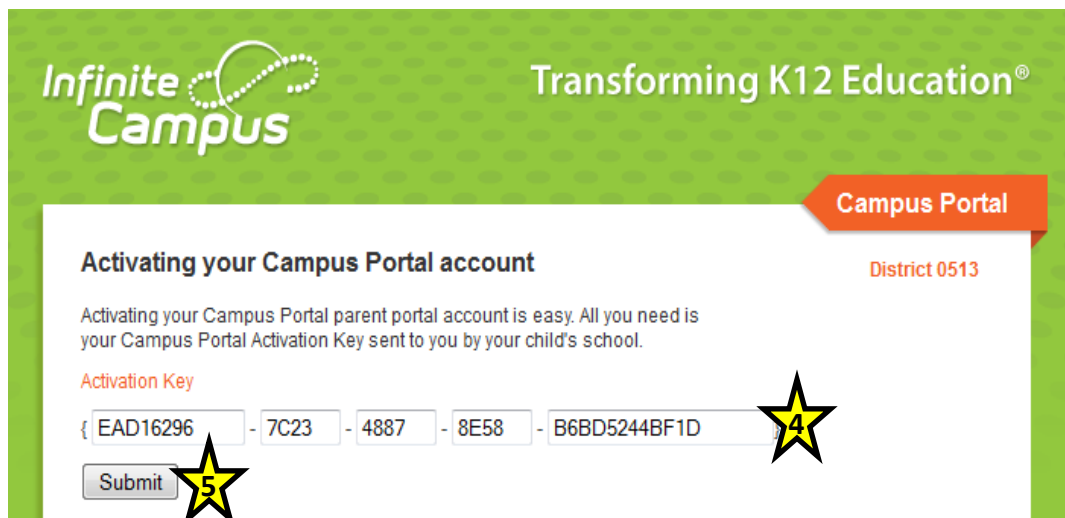 Infinite
Campus
Transforming K12 Education®
Campus Portal
Activating your Campus Portal account
District 0513
Activating your Campus Portal parent portal account is easy. All you need is
your Campus Portal Activation Key sent to you by your child's school.
Activation Key
{ EAD16296 - 7C23 - 4887 - 8E58 - B6BD5244BF1D } 4
Submit 5